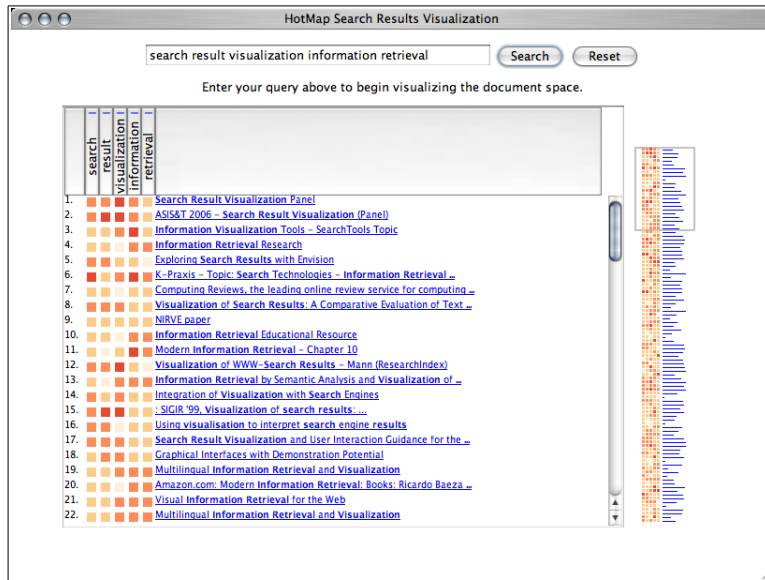 HotMap Search Results Visualization
search result visualization information retrieval
Search
Reset
Enter your query above to begin visualizing the document space.
search
result
visualization
information
retrieval
1. Search Result Visualization Panel
2. ASIS&T 2006 – Search Result Visualization (Panel)
3. Information Visualization Tools – SearchTools Topic
4. Information Retrieval Research
5. Exploring Search Results with Envision
6. K-Praxis – Topic: Search Technologies – Information Retrieval ...
7. Computing Reviews, the leading online review service for computing ...
8. Visualization of Search Results: A Comparative Evaluation of Text ...
9. NIRVE paper
10. Information Retrieval Educational Resource
11. Modern Information Retrieval – Chapter 10
12. Visualization of WWW-Search Results – Mann (ResearchIndex)
13. Information Retrieval by Semantic Analysis and Visualization of ...
14. Integration of Visualization with Search Engines
15. : SIGIR '99, Visualization of search results: ...
16. Using visualisation to interpret search engine results
17. Search Result Visualization and User Interaction Guidance for the ...
18. Graphical Interfaces with Demonstration Potential
19. Multilingual Information Retrieval and Visualization
20. Amazon.com: Modern Information Retrieval: Books: Ricardo Baeza ...
21. Visual Information Retrieval for the Web
22. Multilingual Information Retrieval and Visualization